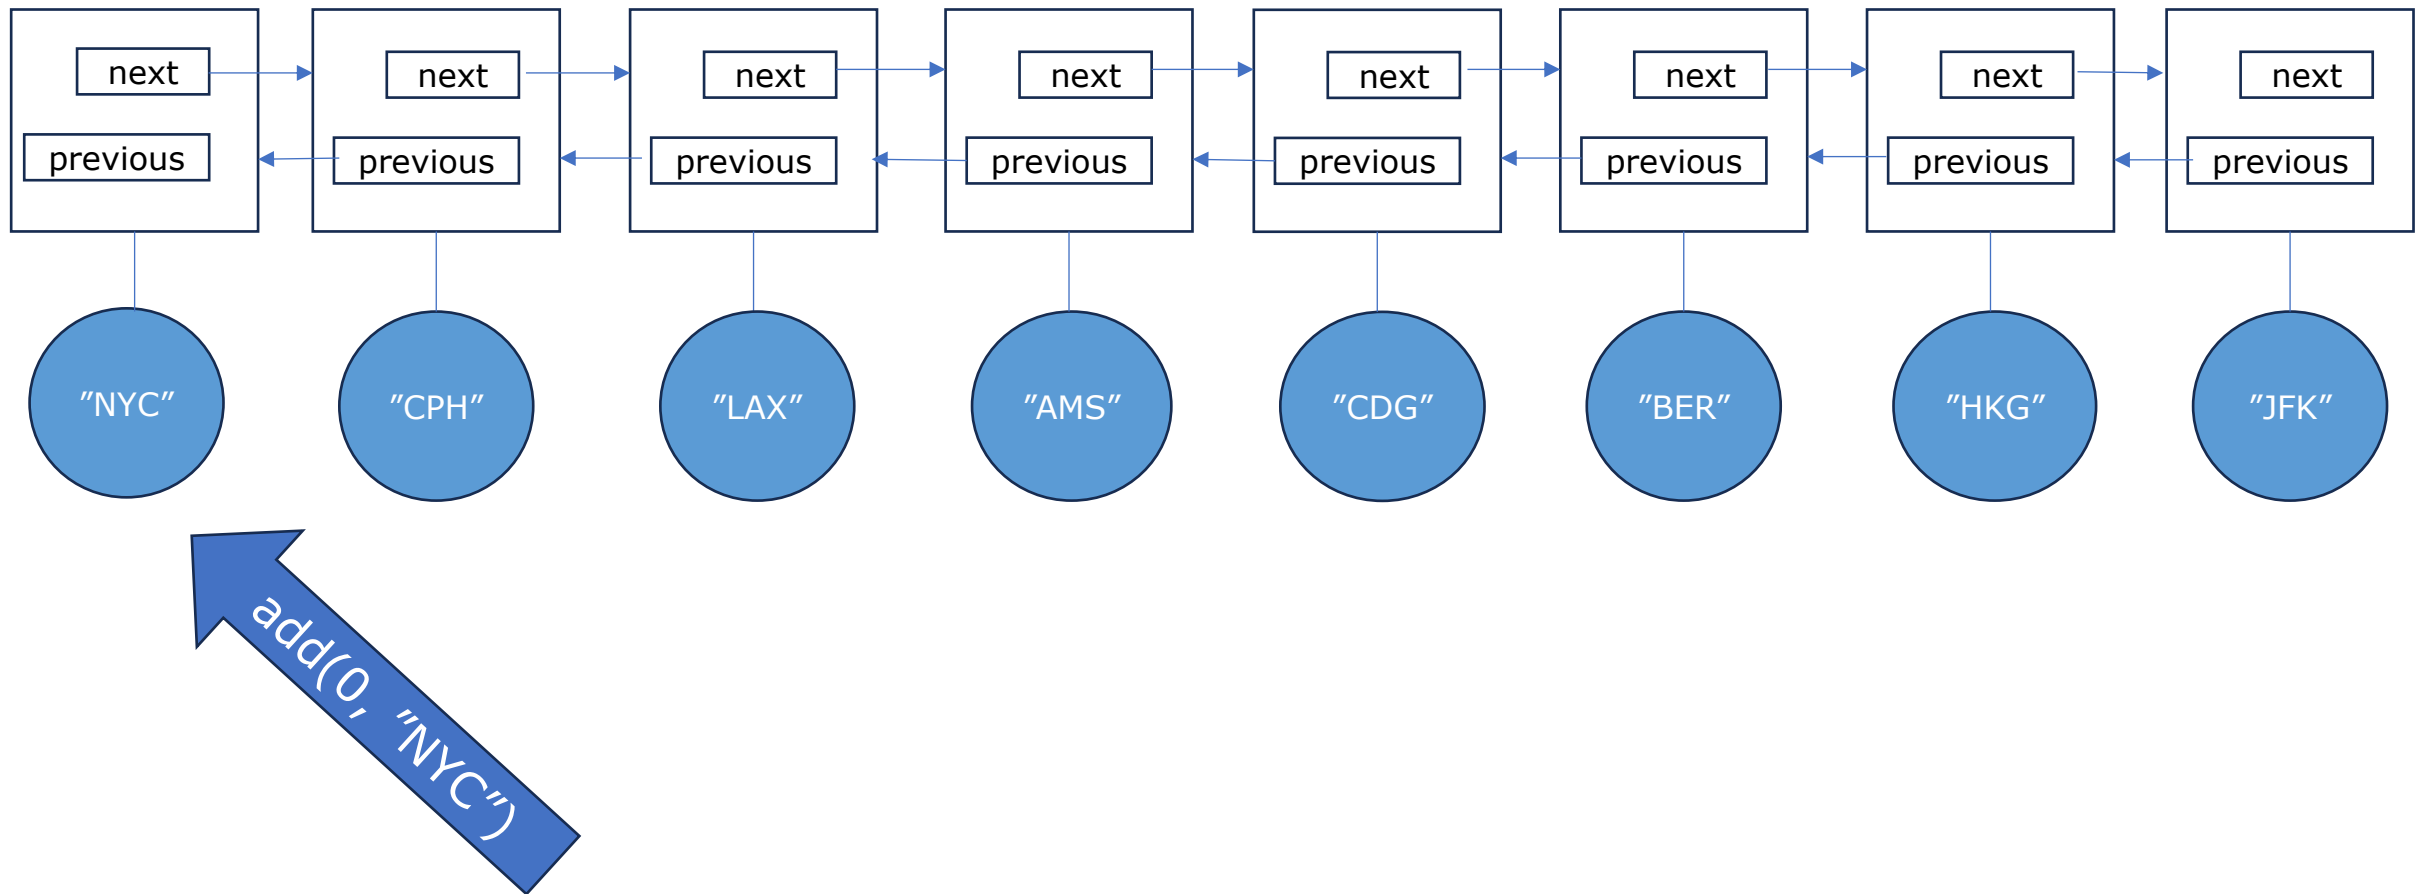 next
next
next
next
next
next
next
next
previous
previous
previous
previous
previous
previous
previous
previous
”NYC”
”CPH”
”LAX”
”AMS”
”CDG”
”BER”
”HKG”
”JFK”
add(0, ”NYC”)